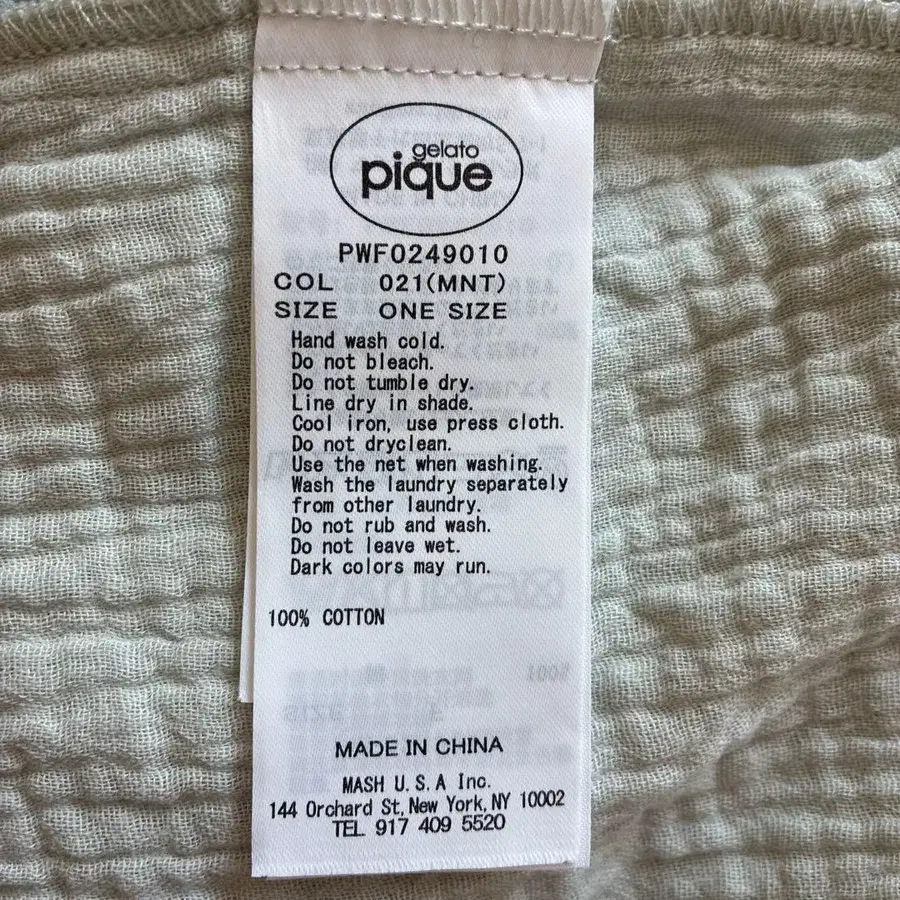 gelato
pique
PWF0249010
COL 021(MNT)
SIZE ONE SIZE
Hand wash cold.
Do not bleach.
Do not tumble dry.
Line dry in shade.
Cool iron, use press cloth.
Do not dryclean.
Use the net when washing.
Wash the laundry separately
from other laundry.
Do not rub and wash.
Do not leave wet.
Dark colors may run.
100% COTTON
MADE IN CHINA
MASH U.S.A Inc.
144 Orchard St, New York, NY 10002
TEL 917 409 5520